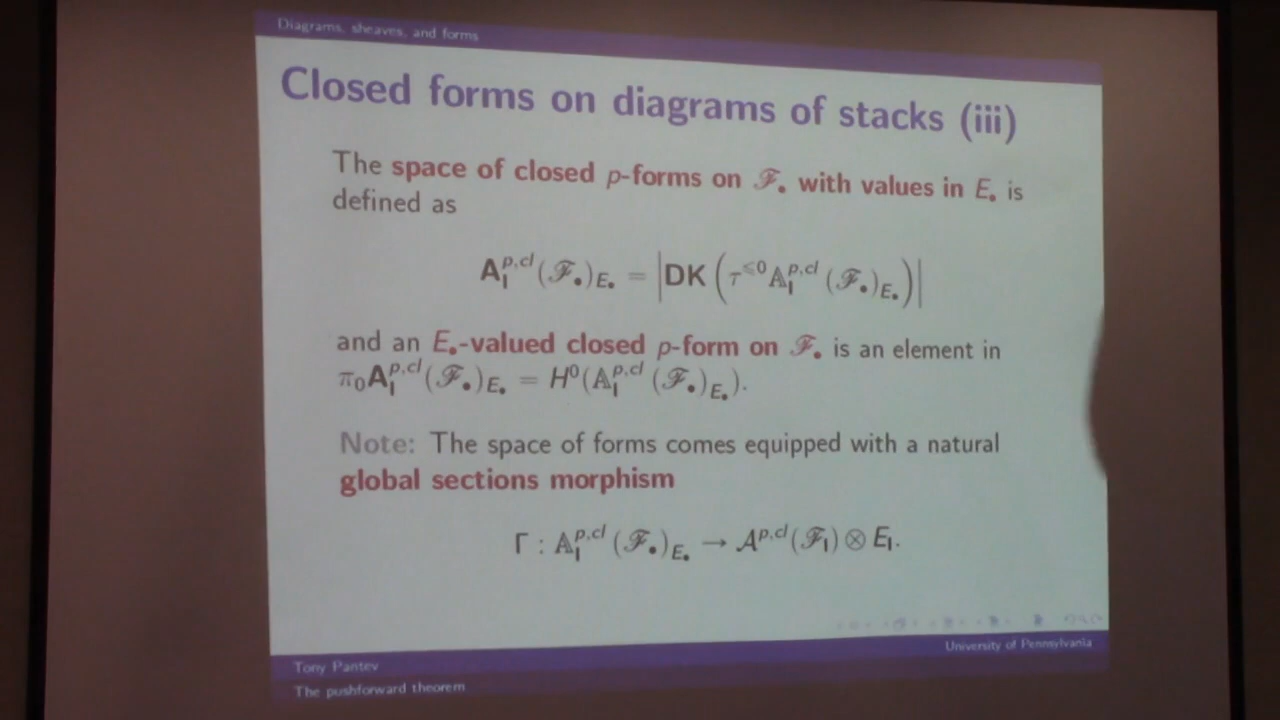 Diagrams, sheaves, and forms
Closed forms on diagrams of stacks (iii)
The space of closed p-forms on ℱ• with values in E• is
defined as
A_I^{p,cl}(ℱ•)_{E•} = |DK(τ^{≤0}𝔸_I^{p,cl}(ℱ•)_{E•})|
and an E•-valued closed p-form on ℱ• is an element in
π₀A_I^{p,cl}(ℱ•)_{E•} = H⁰(𝔸_I^{p,cl}(ℱ•)_{E•}).
Note: The space of forms comes equipped with a natural
global sections morphism
Γ : 𝔸_I^{p,cl}(ℱ•)_{E•} → 𝒜^{p,cl}(ℱ_I) ⊗ E_I.
University of Pennsylvania
Tony Pantev
The pushforward theorem